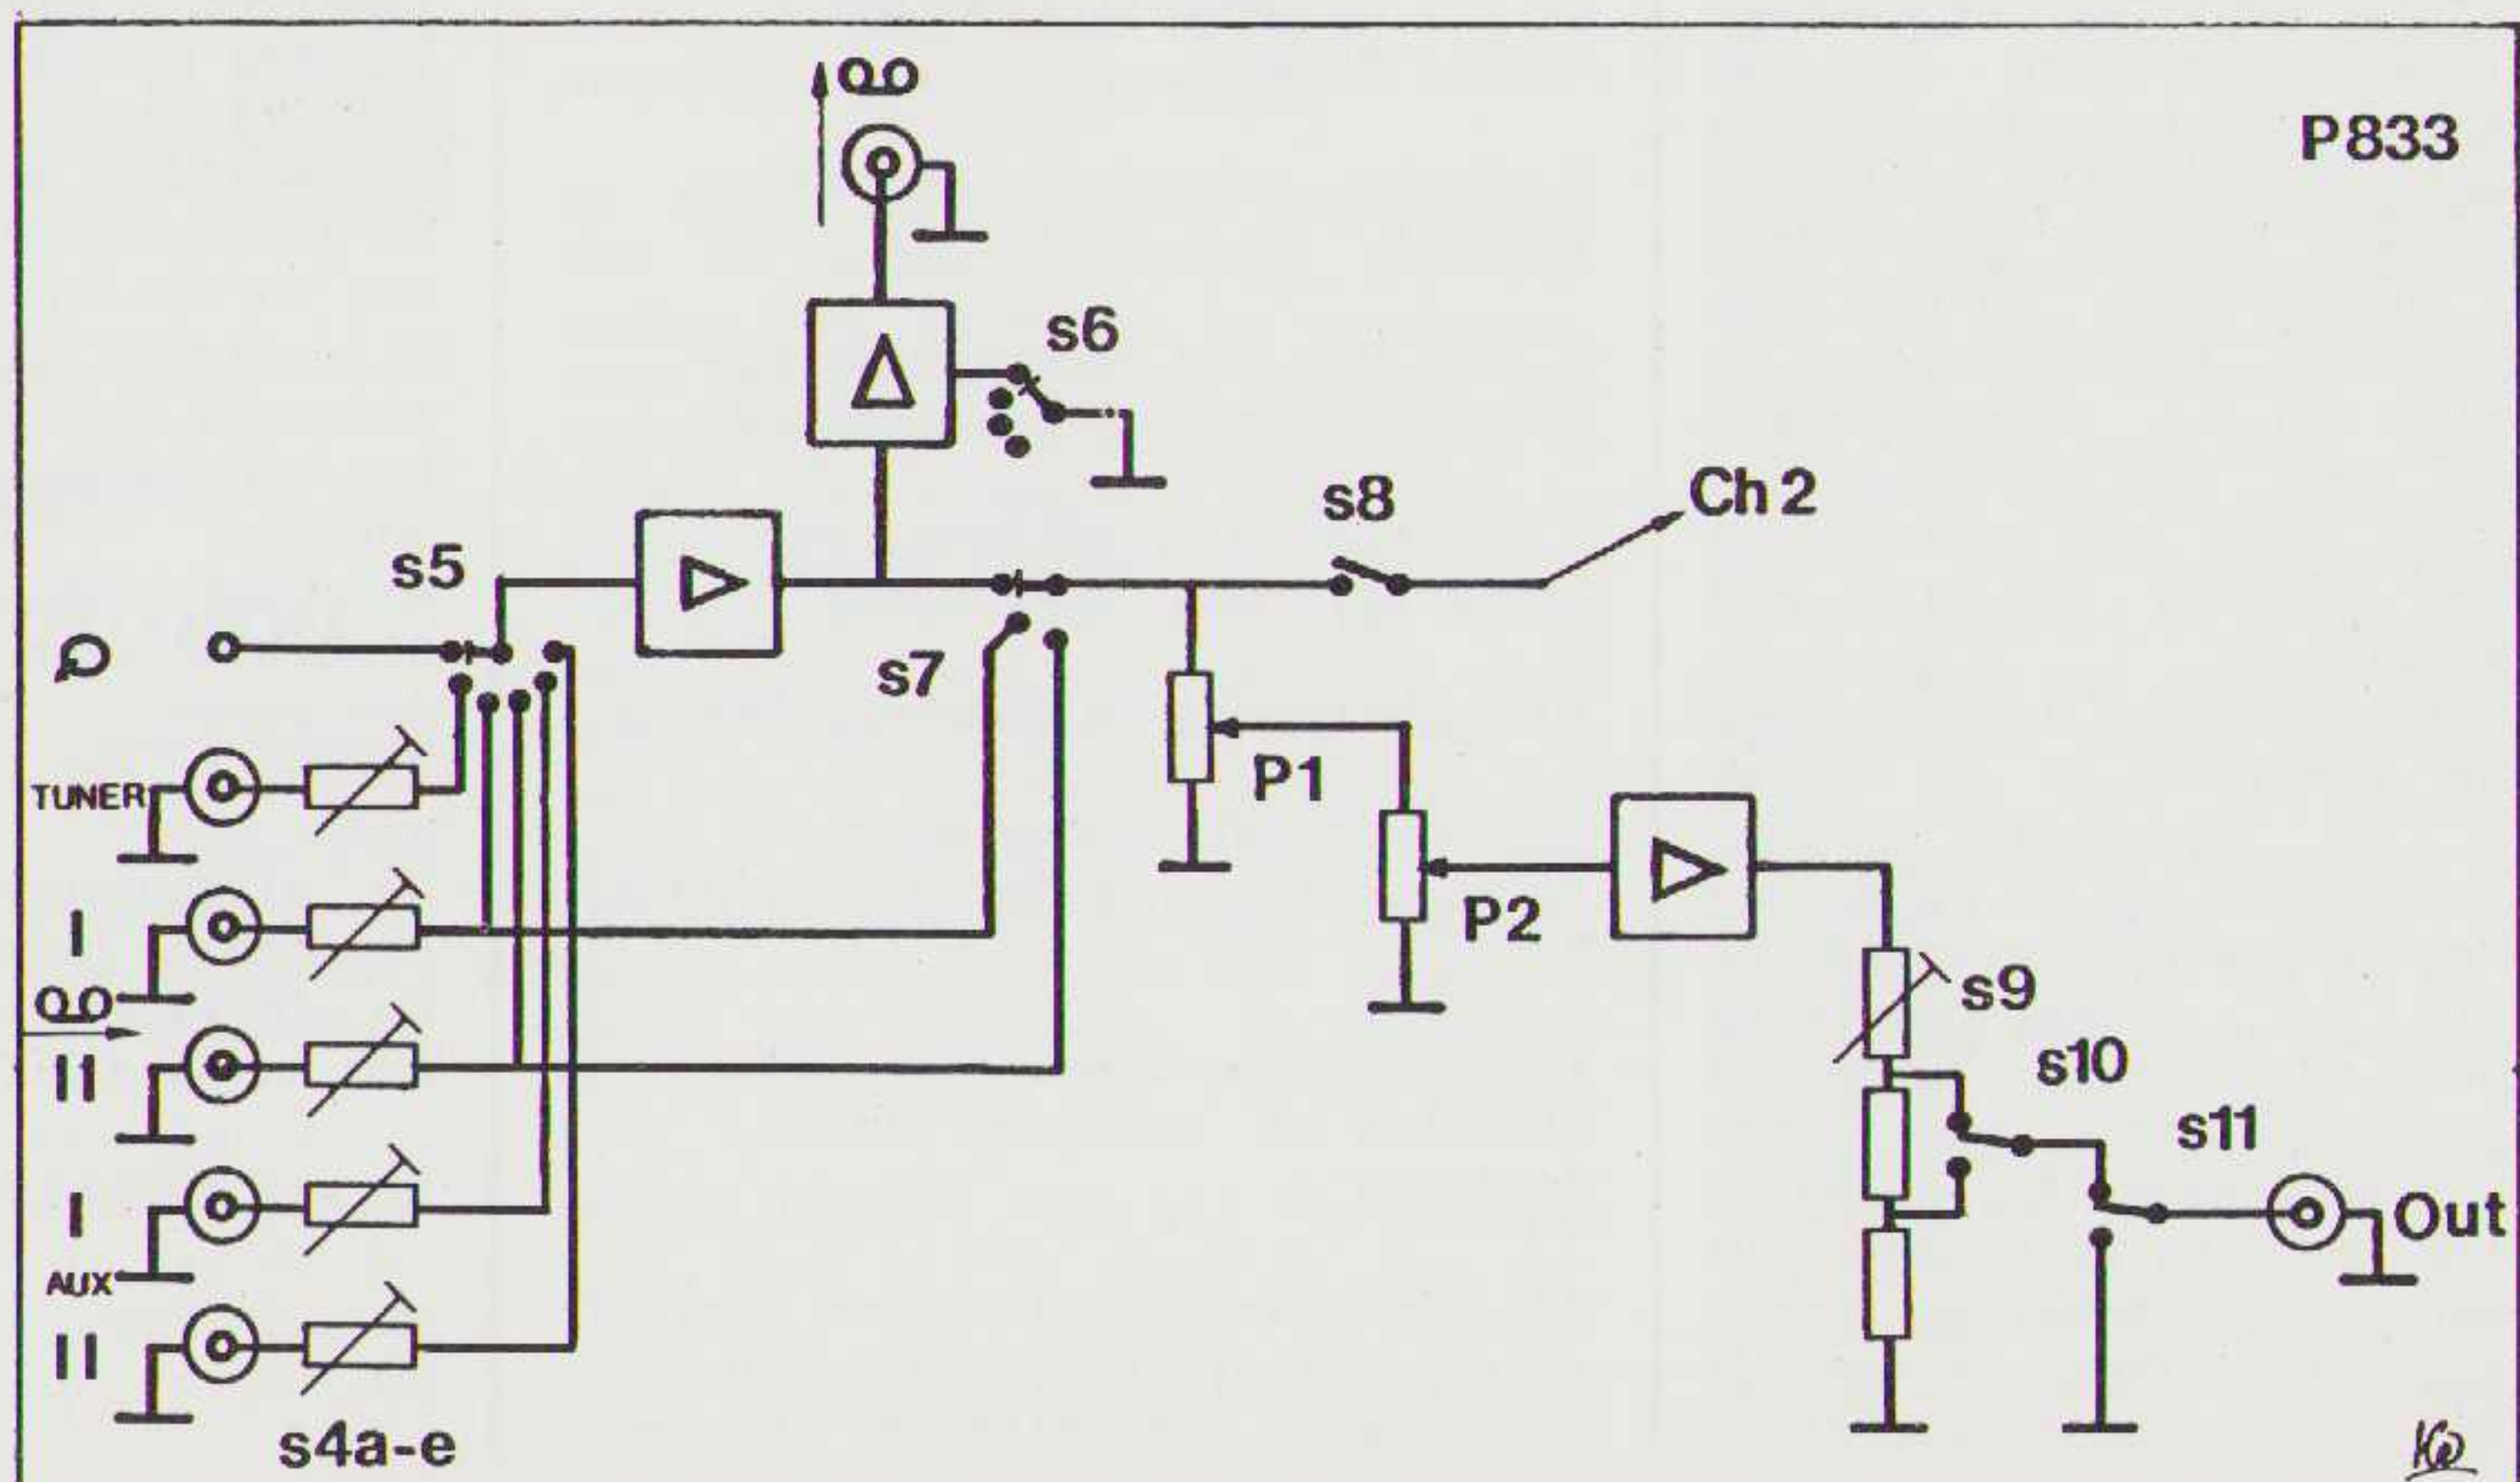 P833
s6
s8
Ch 2
s5
s7
TUNER
P1
I
P2
s9
II
s10
I
s11
Out
AUX
II
s4a-e